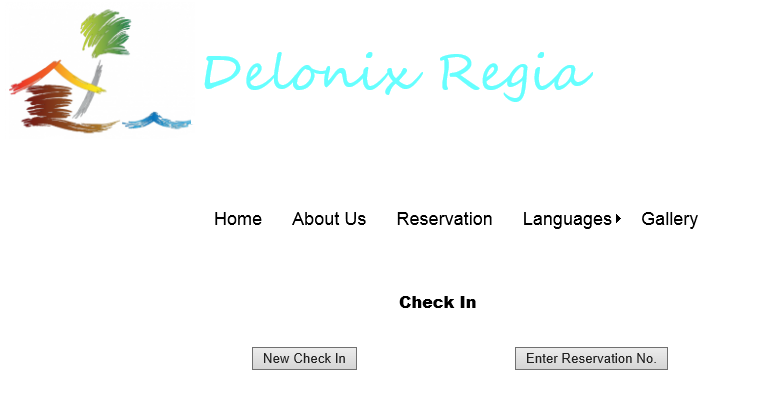 Delonix Regia
Home About Us Reservation Languages Gallery
Check In
New Check In Enter Reservation No.